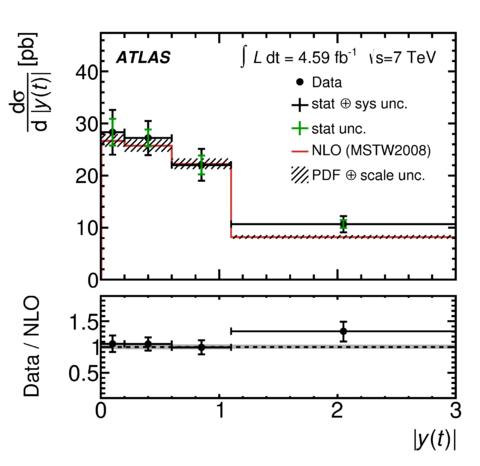 dσ
d |y(t)| [pb]
ATLAS
∫ L dt = 4.59 fb⁻¹ √s=7 TeV
Data
stat ⊕ sys unc.
stat unc.
NLO (MSTW2008)
PDF ⊕ scale unc.
40
30
20
10
0
Data / NLO
1.5
1
0.5
0 1 2 3
|y(t)|